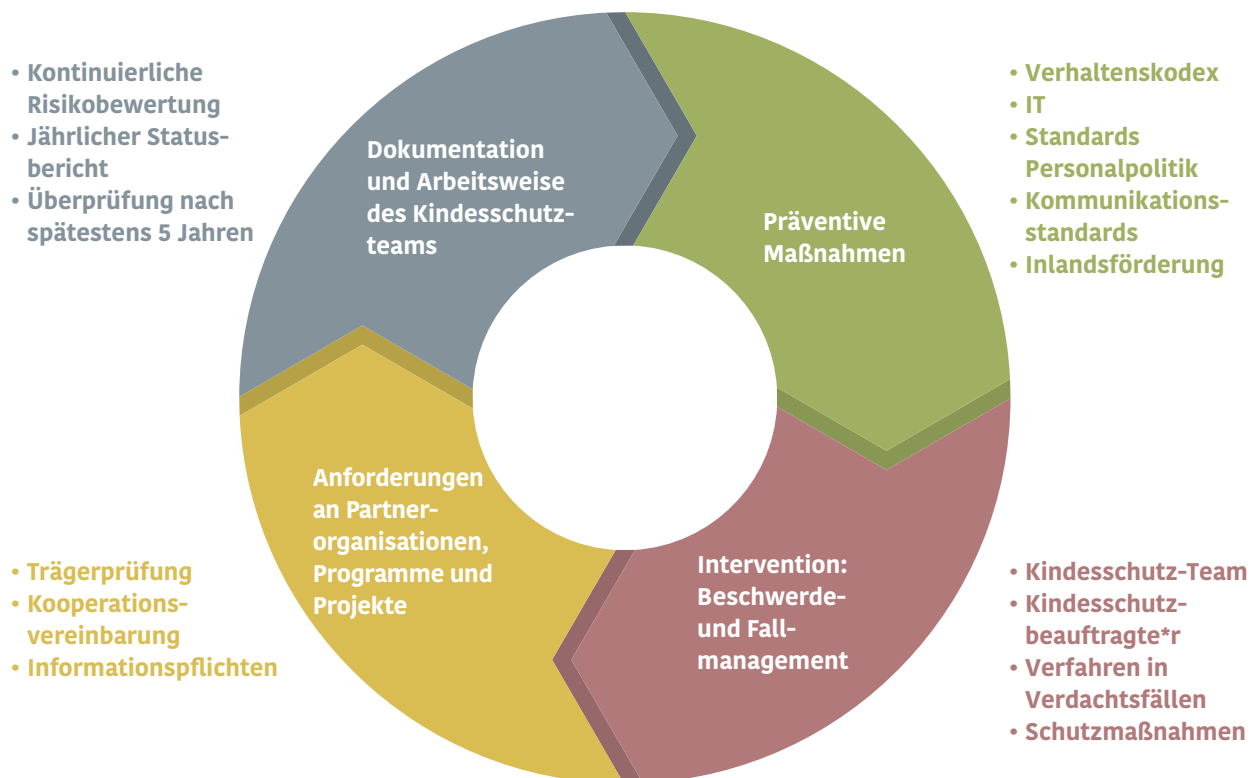 • Kontinuierliche
Risikobewertung
• Jährlicher Status-
bericht
• Überprüfung nach
spätestens 5 Jahren
Dokumentation
und Arbeitsweise
des Kindesschutz-
teams
Präventive
Maßnahmen
• Verhaltenskodex
• IT
• Standards
Personalpolitik
• Kommunikations-
standards
• Inlandsförderung
• Trägerprüfung
• Kooperations-
vereinbarung
• Informationspflichten
Anforderungen
an Partner-
organisationen,
Programme und
Projekte
Intervention:
Beschwerde-
und Fall-
management
• Kindesschutz-Team
• Kindesschutz-
beauftragte*r
• Verfahren in
Verdachtsfällen
• Schutzmaßnahmen